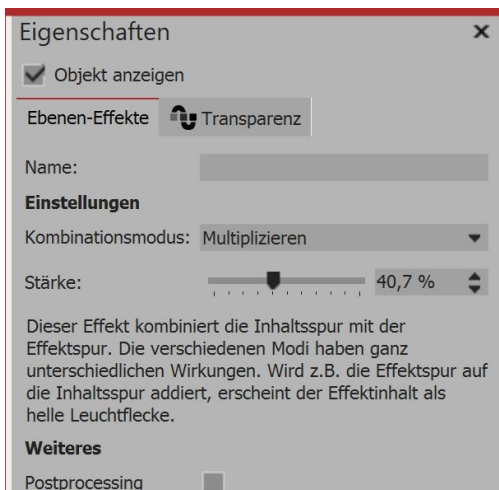 Eigenschaften
Objekt anzeigen
Ebenen-Effekte Transparenz
Name:
Einstellungen
Kombinationsmodus: Multiplizieren
Stärke: 40,7 %
Dieser Effekt kombiniert die Inhaltsspur mit der
Effektspur. Die verschiedenen Modi haben ganz
unterschiedlichen Wirkungen. Wird z.B. die Effektspur auf
die Inhaltsspur addiert, erscheint der Effektinhalt als
helle Leuchtflecke.
Weiteres
Postprocessing